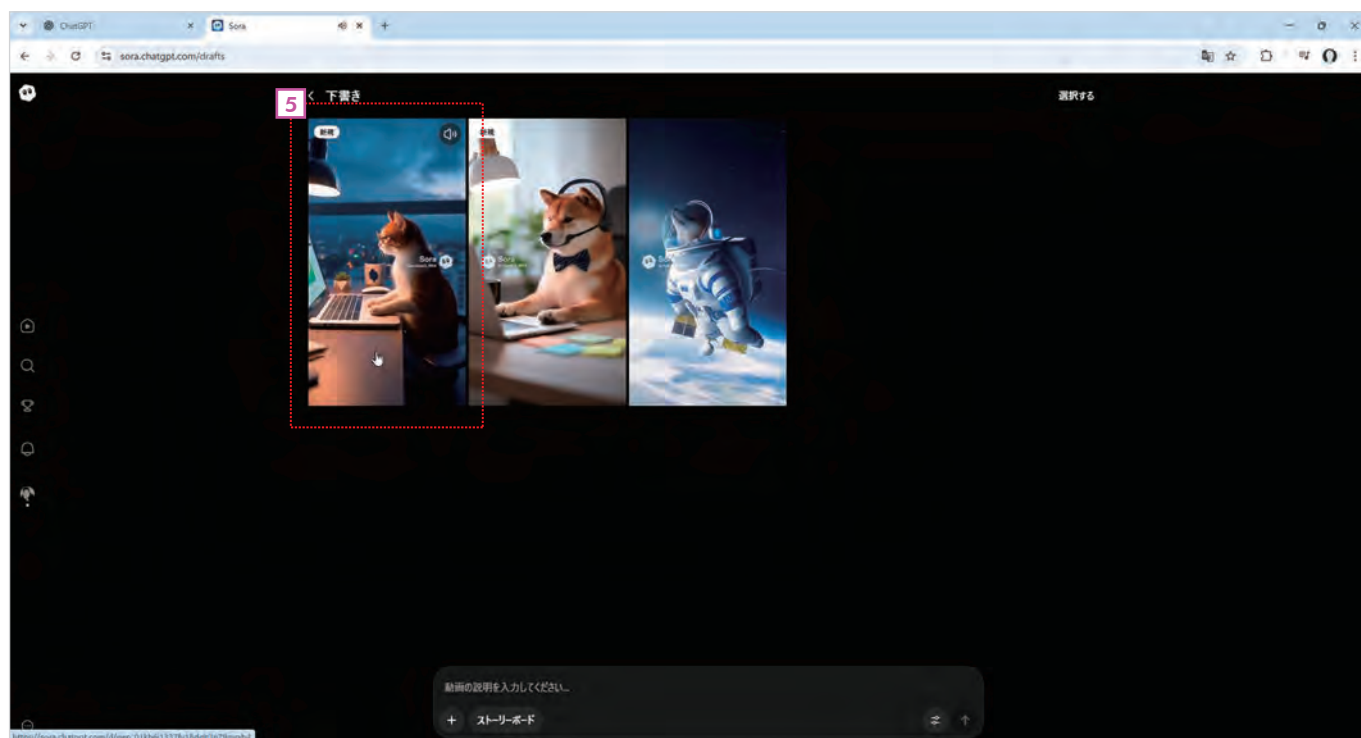 ChatGPT
Sora
sora.chatgpt.com/drafts
5
下書き
選択する
新規
新規
Sora
Sora
動画の説明を入力してください...
ストーリーボード